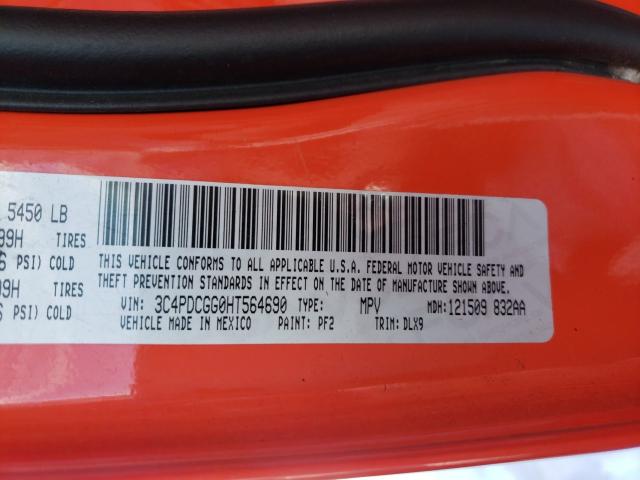 5450 LB
99H TIRES
PSI) COLD
99H TIRES
PSI) COLD
THIS VEHICLE CONFORMS TO ALL APPLICABLE U.S.A. FEDERAL MOTOR VEHICLE SAFETY AND
THEFT PREVENTION STANDARDS IN EFFECT ON THE DATE OF MANUFACTURE SHOWN ABOVE.
VIN: 3C4PDCGG0HT564690 TYPE: MPV MDH: 121509 832AA
VEHICLE MADE IN MEXICO PAINT: PF2 TRIM: DLX9